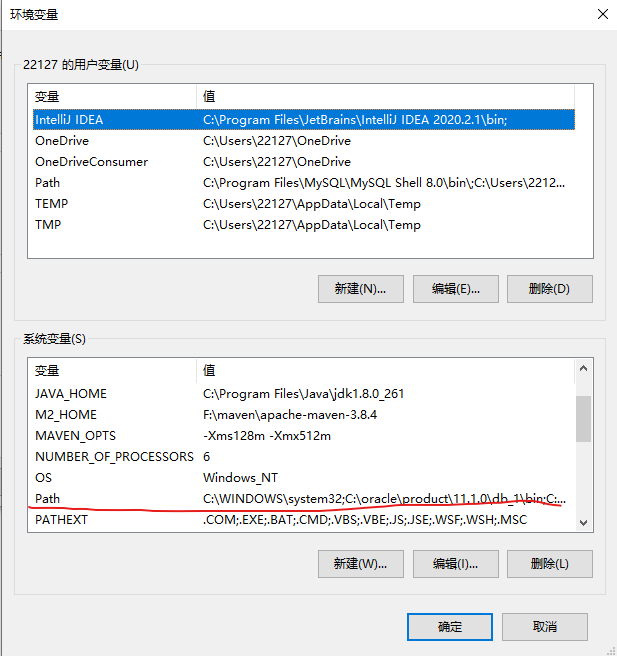 环境变量
22127 的用户变量(U)
变量 值
IntelliJ IDEA C:\Program Files\JetBrains\IntelliJ IDEA 2020.2.1\bin;
OneDrive C:\Users\22127\OneDrive
OneDriveConsumer C:\Users\22127\OneDrive
Path C:\Program Files\MySQL\MySQL Shell 8.0\bin\;C:\Users\2212...
TEMP C:\Users\22127\AppData\Local\Temp
TMP C:\Users\22127\AppData\Local\Temp
新建(N)... 编辑(E)... 删除(D)
系统变量(S)
变量 值
JAVA_HOME C:\Program Files\Java\jdk1.8.0_261
M2_HOME F:\maven\apache-maven-3.8.4
MAVEN_OPTS -Xms128m -Xmx512m
NUMBER_OF_PROCESSORS 6
OS Windows_NT
Path C:\WINDOWS\system32;C:\oracle\product\11.1.0\db_1\bin;C:...
PATHEXT .COM;.EXE;.BAT;.CMD;.VBS;.VBE;.JS;.JSE;.WSF;.WSH;.MSC
新建(W)... 编辑(I)... 删除(L)
确定 取消